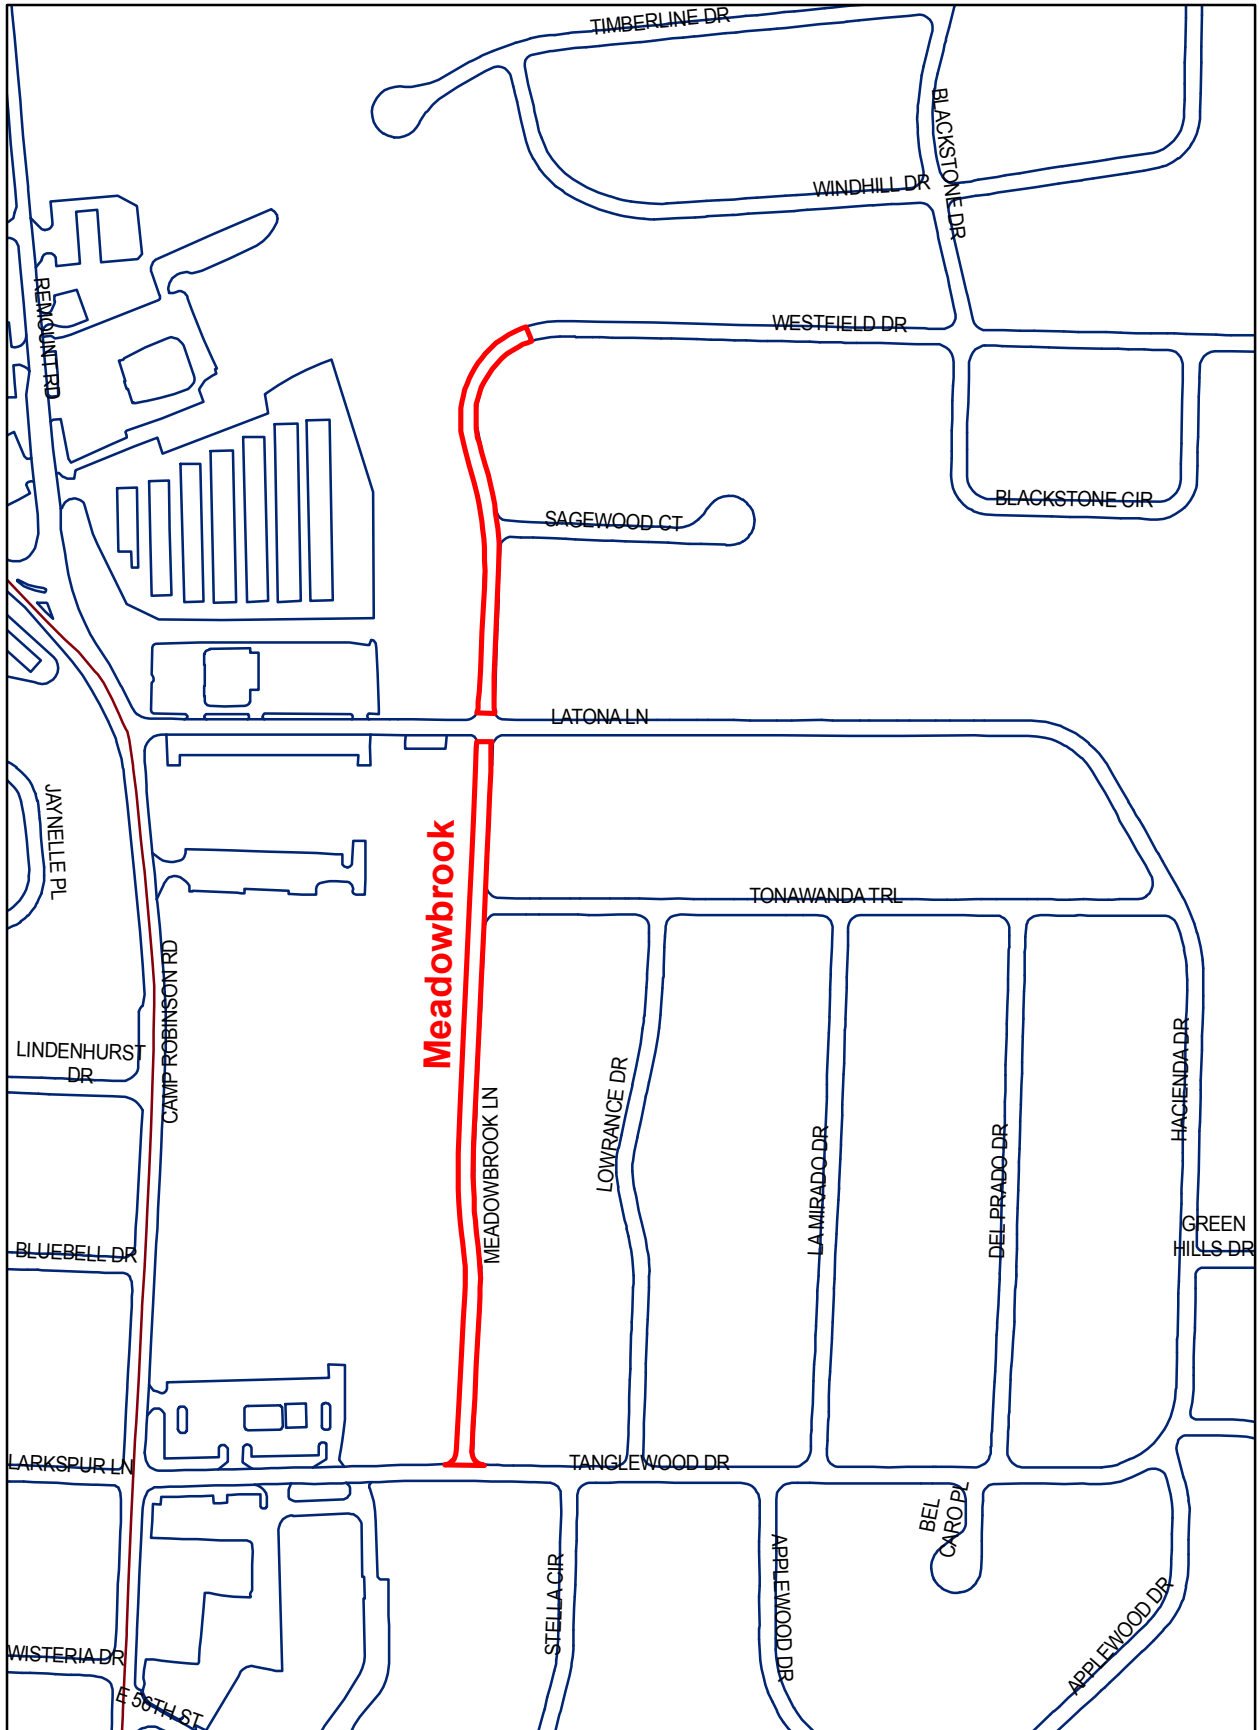 TIMBERLINE DR
BLACKSTONE DR
WINDHILL DR
REMOUNT RD
WESTFIELD DR
BLACKSTONE CIR
SAGEWOOD CT
LATONA LN
JAYNELLE PL
Meadowbrook
TONAWANDA TRL
CAMP ROBINSON RD
LINDENHURST
DR
MEADOWBROOK LN
LOWRANCE DR
LA MIRADO DR
DEL PRADO DR
HACIENDA DR
GREEN
HILLS DR
BLUEBELL DR
LARKSPUR LN
TANGLEWOOD DR
BEL
CARO PL
STELLA CIR
APPLEWOOD DR
APPLEWOOD DR
WISTERIA DR
E 56TH ST